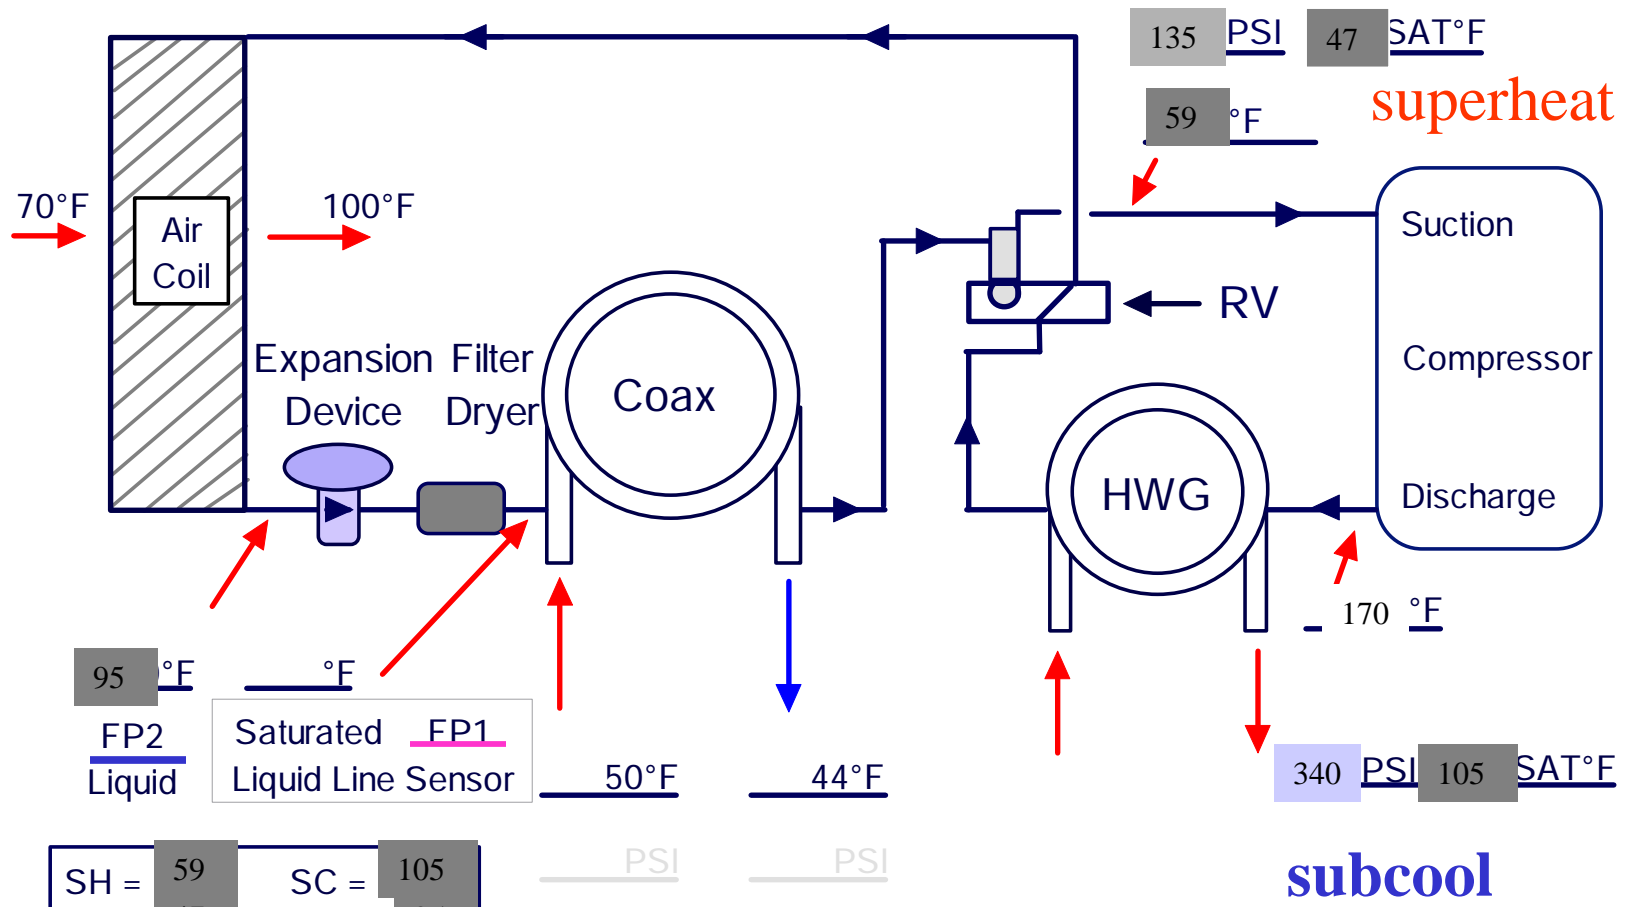 135 PSI 47 SAT°F
superheat
59 °F
70°F
100°F
Air
Coil
Suction
RV
Compressor
Expansion
Device
Filter
Dryer
Coax
HWG
Discharge
170 °F
95 °F
°F
FP2
Liquid
Saturated FP1
Liquid Line Sensor
50°F
44°F
340 PSI 105 SAT°F
PSI
PSI
SH = 59
SC = 105
subcool